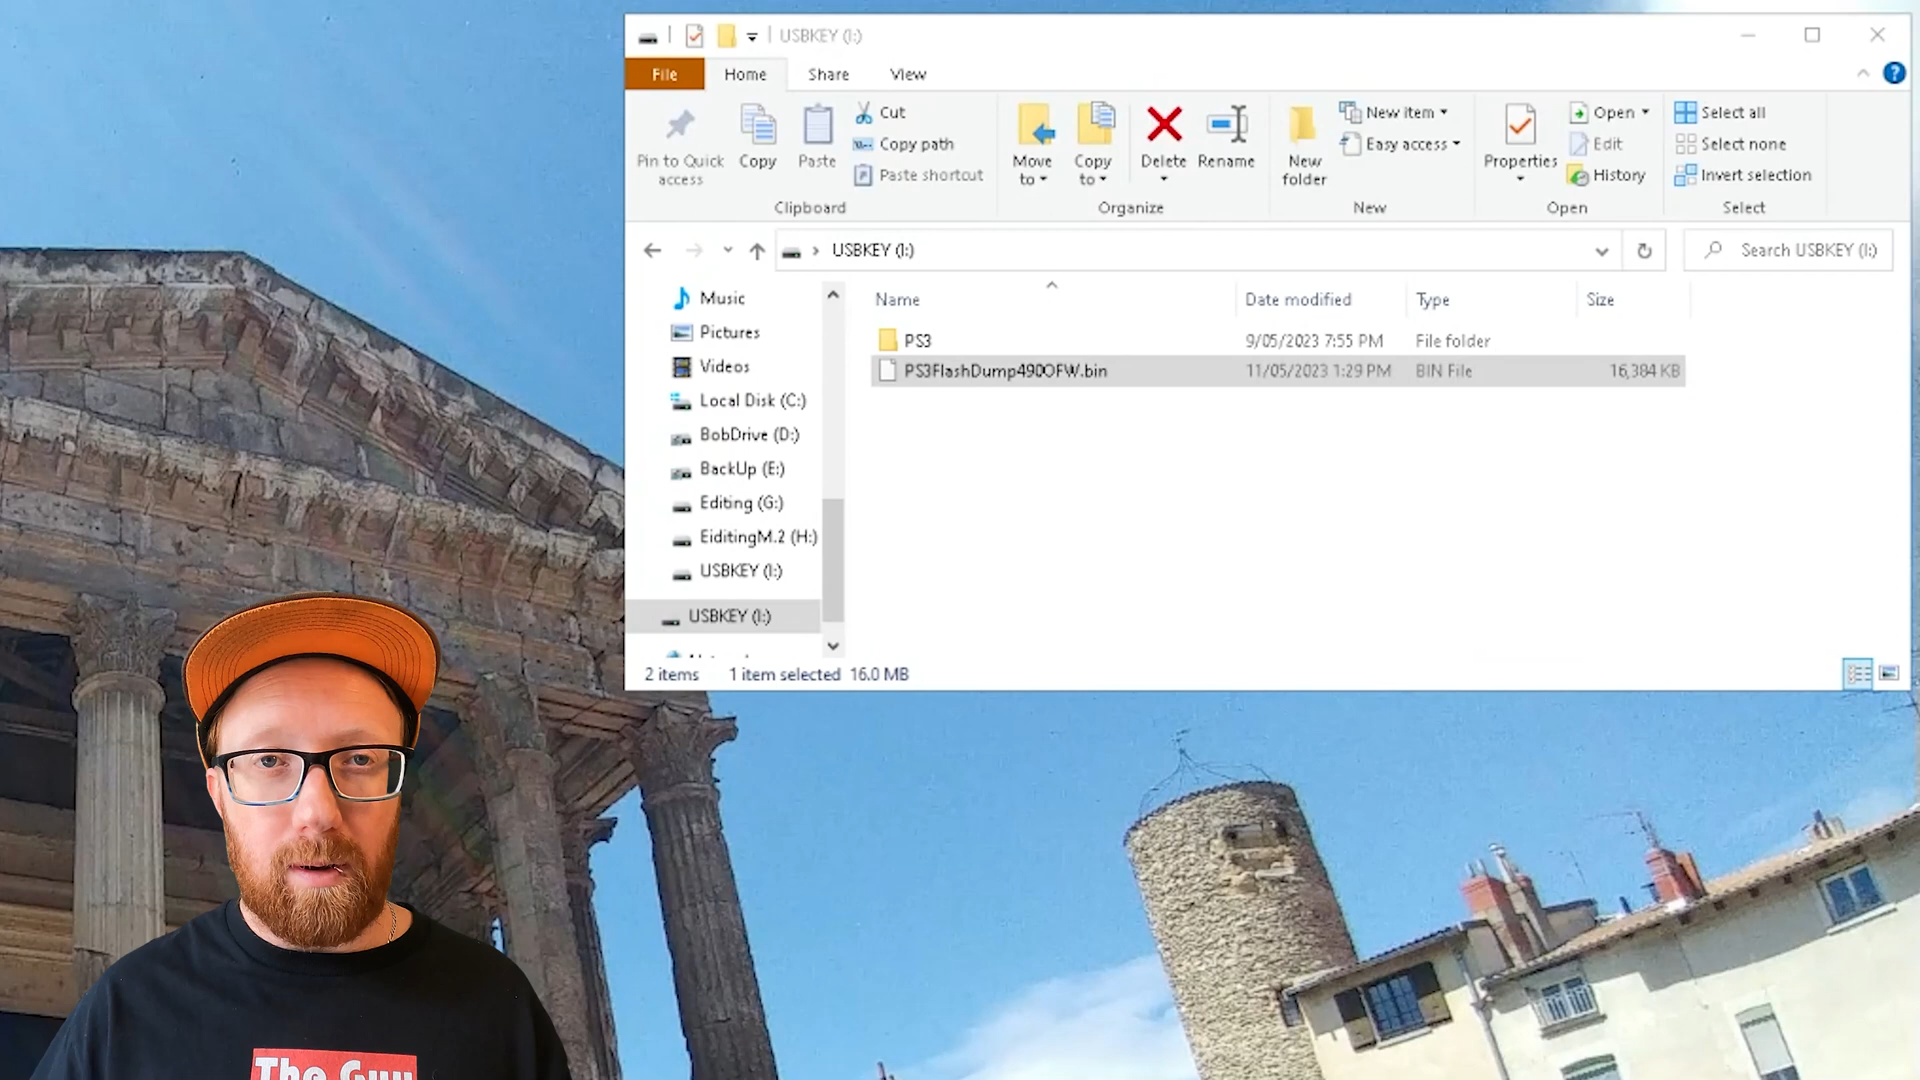 USBKEY (I:)
File
Home
Share
View
Pin to Quick
access
Copy
Paste
Cut
Copy path
Paste shortcut
Clipboard
Move
to
Copy
to
Delete
Rename
Organize
New
folder
New item
Easy access
New
Properties
Open
Edit
History
Open
Select all
Select none
Invert selection
Select
USBKEY (I:)
Search USBKEY (I:)
Name
Date modified
Type
Size
PS3
9/05/2023 7:55 PM
File folder
PS3FlashDump490OFW.bin
11/05/2023 1:29 PM
BIN File
16,384 KB
Music
Pictures
Videos
Local Disk (C:)
BobDrive (D:)
BackUp (E:)
Editing (G:)
EiditingM.2 (H:)
USBKEY (I:)
USBKEY (I:)
2 items
1 item selected 16.0 MB
The Guy